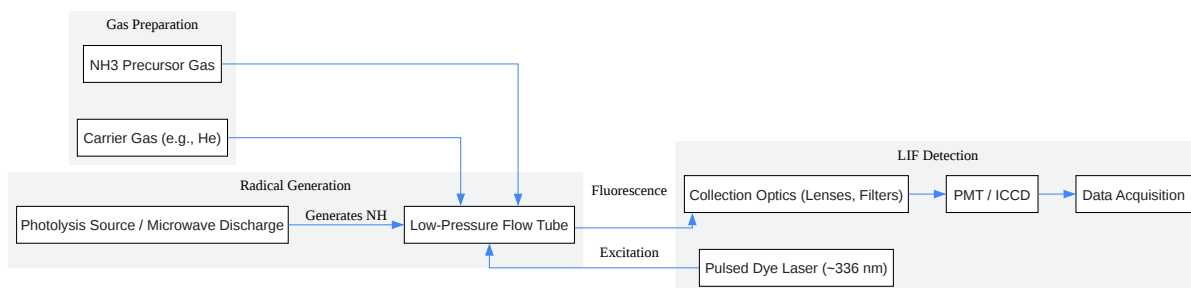 Gas Preparation
NH3 Precursor Gas
Carrier Gas (e.g., He)
Radical Generation
Photolysis Source / Microwave Discharge
Generates NH
Low-Pressure Flow Tube
Fluorescence
Excitation
LIF Detection
Collection Optics (Lenses, Filters)
PMT / ICCD
Data Acquisition
Pulsed Dye Laser (~336 nm)